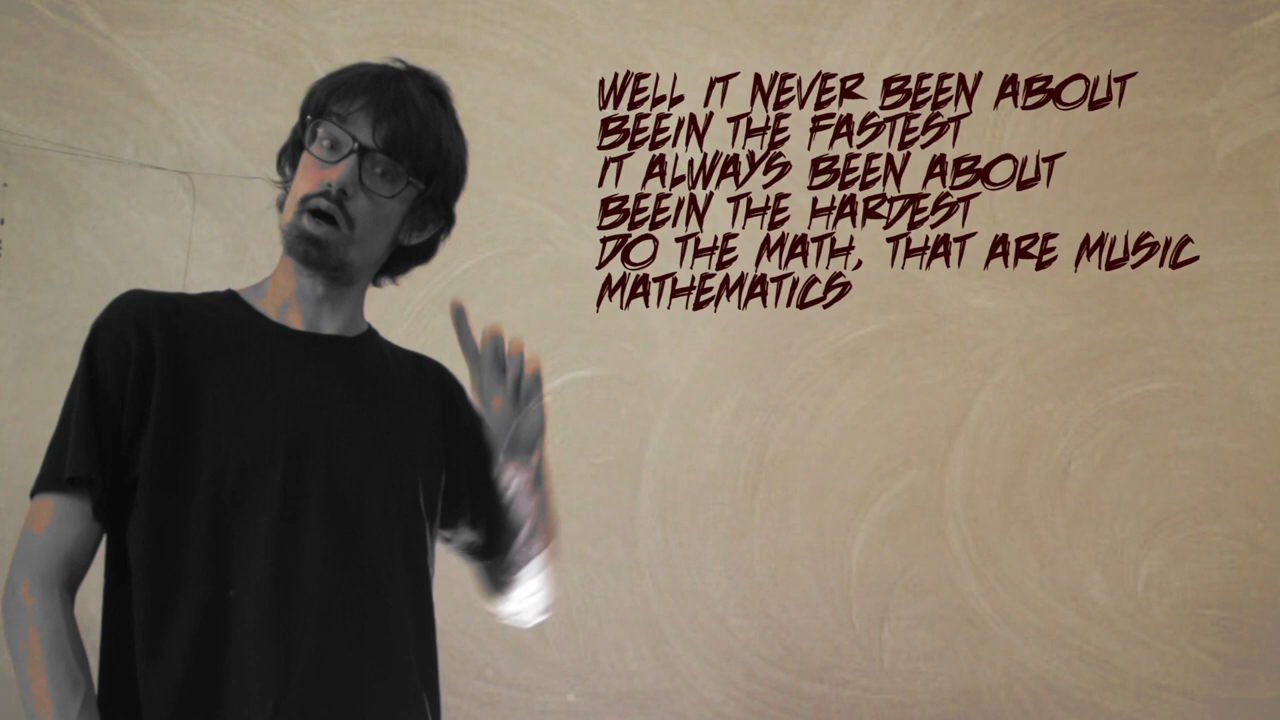 WELL IT NEVER BEEN ABOUT
BEEIN THE FASTEST
IT ALWAYS BEEN ABOUT
BEEIN THE HARDEST
DO THE MATH, THAT ARE MUSIC
MATHEMATICS